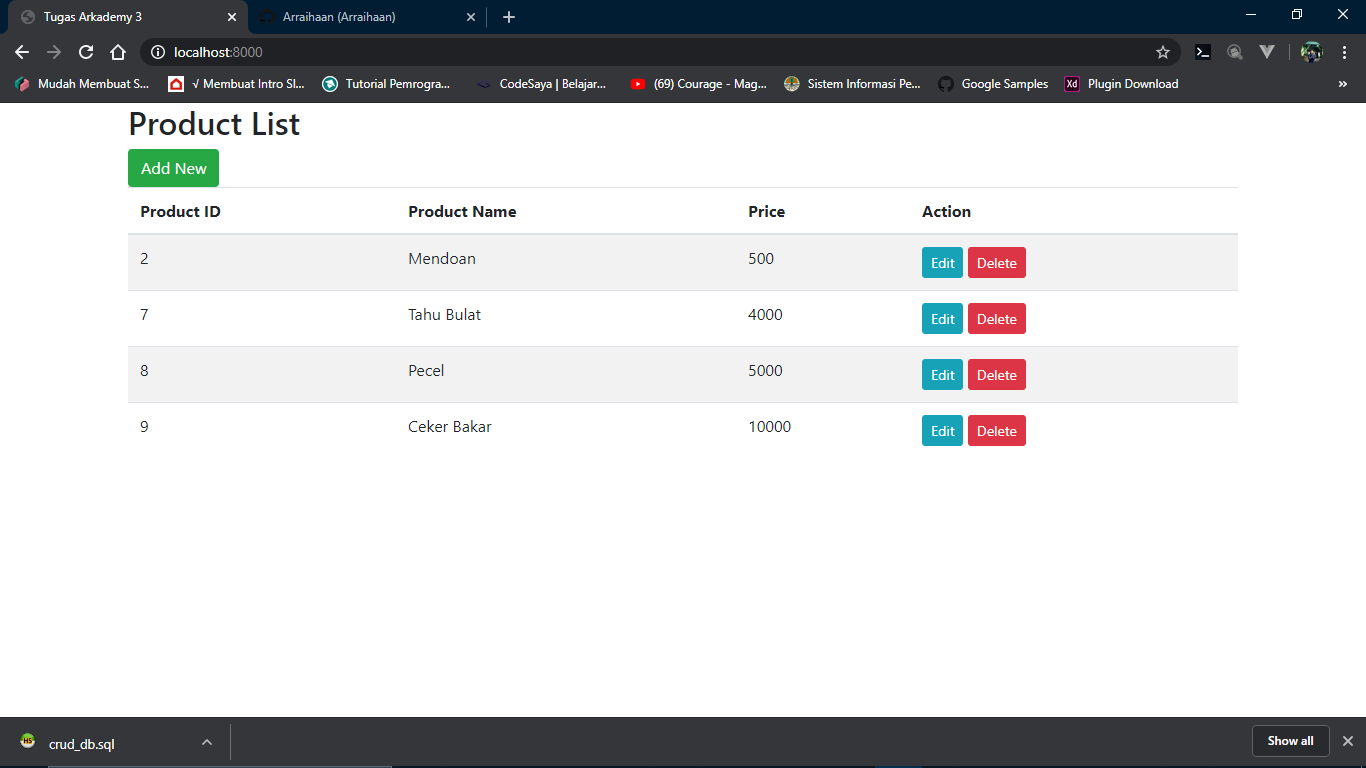 Tugas Arkademy 3
Arraihaan (Arraihaan)
localhost:8000
Mudah Membuat S... √ Membuat Intro Sl... Tutorial Pemrogra... CodeSaya | Belajar... (69) Courage - Mag... Sistem Informasi Pe... Google Samples Xd Plugin Download »
Product List
Add New
Product ID Product Name Price Action
2 Mendoan 500 Edit Delete
7 Tahu Bulat 4000 Edit Delete
8 Pecel 5000 Edit Delete
9 Ceker Bakar 10000 Edit Delete
HS crud_db.sql Show all